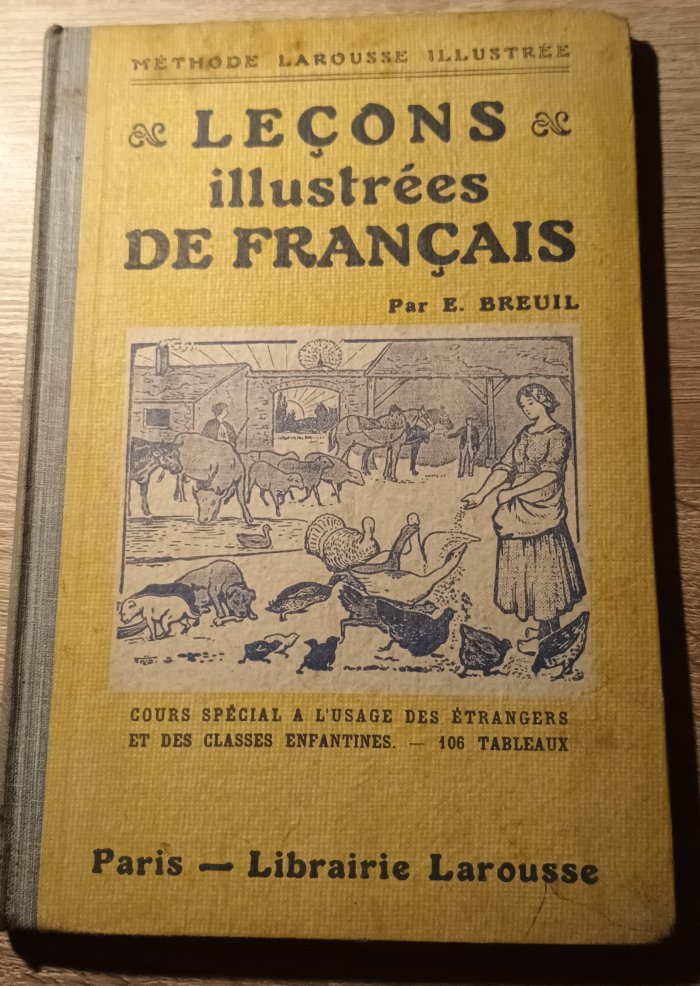 MÉTHODE LAROUSSE ILLUSTRÉE
LEÇONS
illustrées
DE FRANÇAIS
Par E. BREUIL
COURS SPÉCIAL A L'USAGE DES ÉTRANGERS
ET DES CLASSES ENFANTINES. — 106 TABLEAUX
Paris — Librairie Larousse